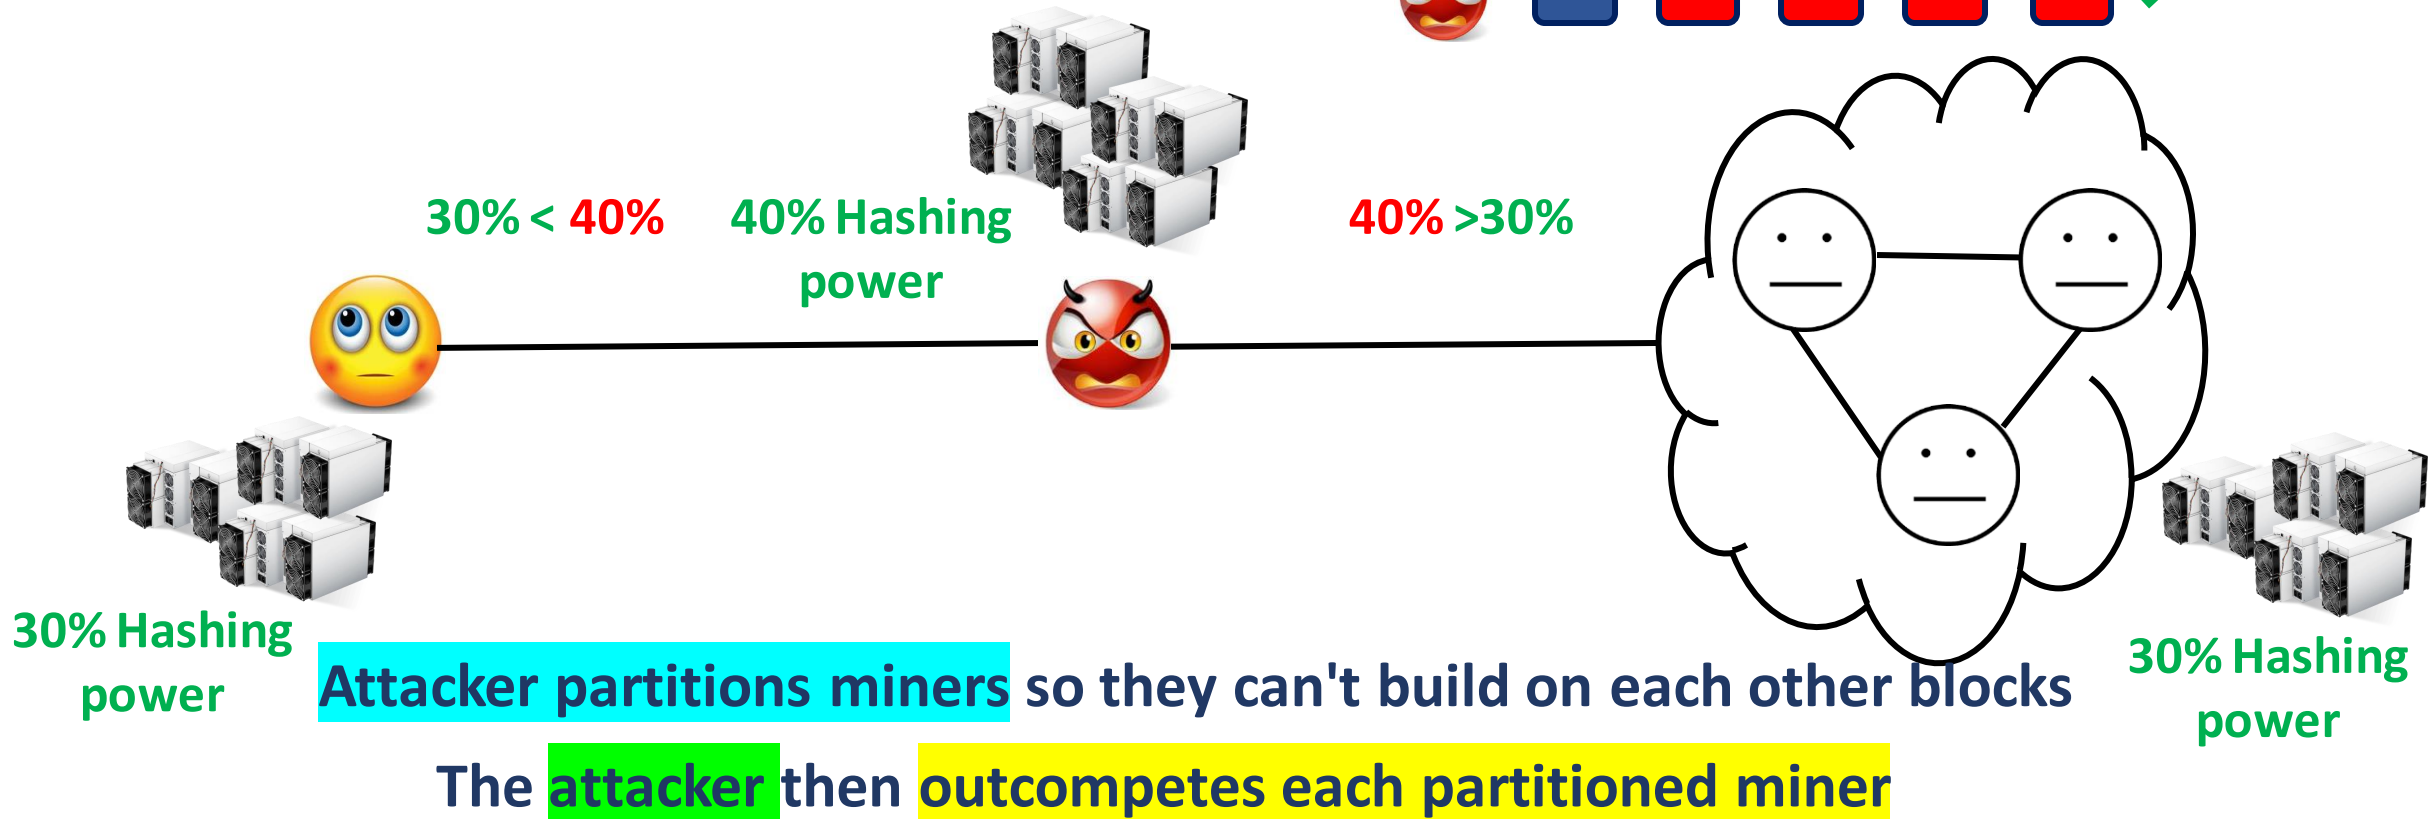 30% < 40%
40% Hashing
power
40% >30%
30% Hashing
power
Attacker partitions miners so they can't build on each other blocks
30% Hashing
power
The attacker then outcompetes each partitioned miner